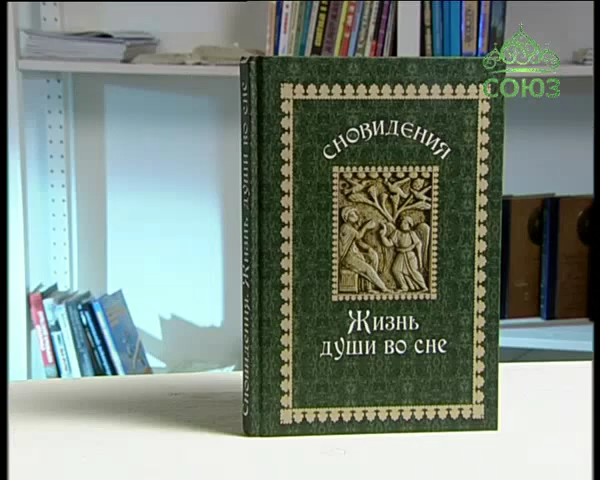 СОЮЗ
СНОВИДЕНИЯ
Жизнь
души во сне
Сновидения. Жизнь души во сне